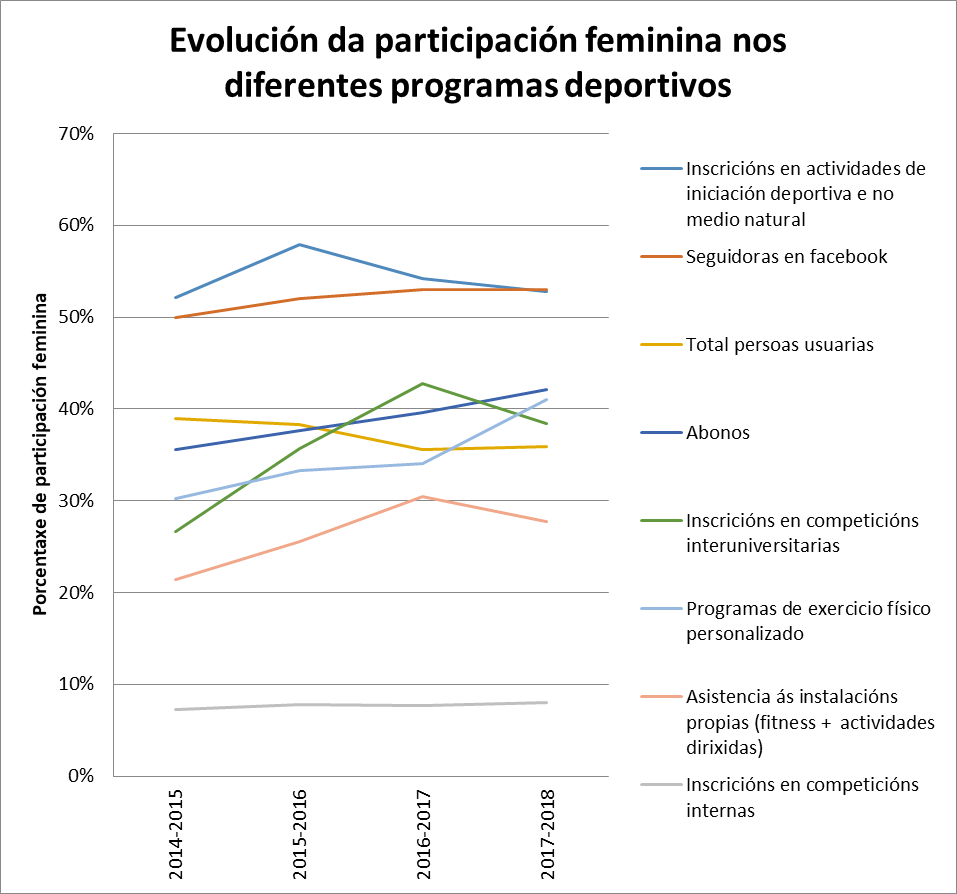 Evolución da participación feminina nos
diferentes programas deportivos
Porcentaxe de participación feminina
70%
60%
50%
40%
30%
20%
10%
0%
2014-2015
2015-2016
2016-2017
2017-2018
Inscricións en actividades de
iniciación deportiva e no
medio natural
Seguidoras en facebook
Total persoas usuarias
Abonos
Inscricións en competicións
interuniversitarias
Programas de exercicio físico
personalizado
Asistencia ás instalacións
propias (fitness + actividades
dirixidas)
Inscricións en competicións
internas